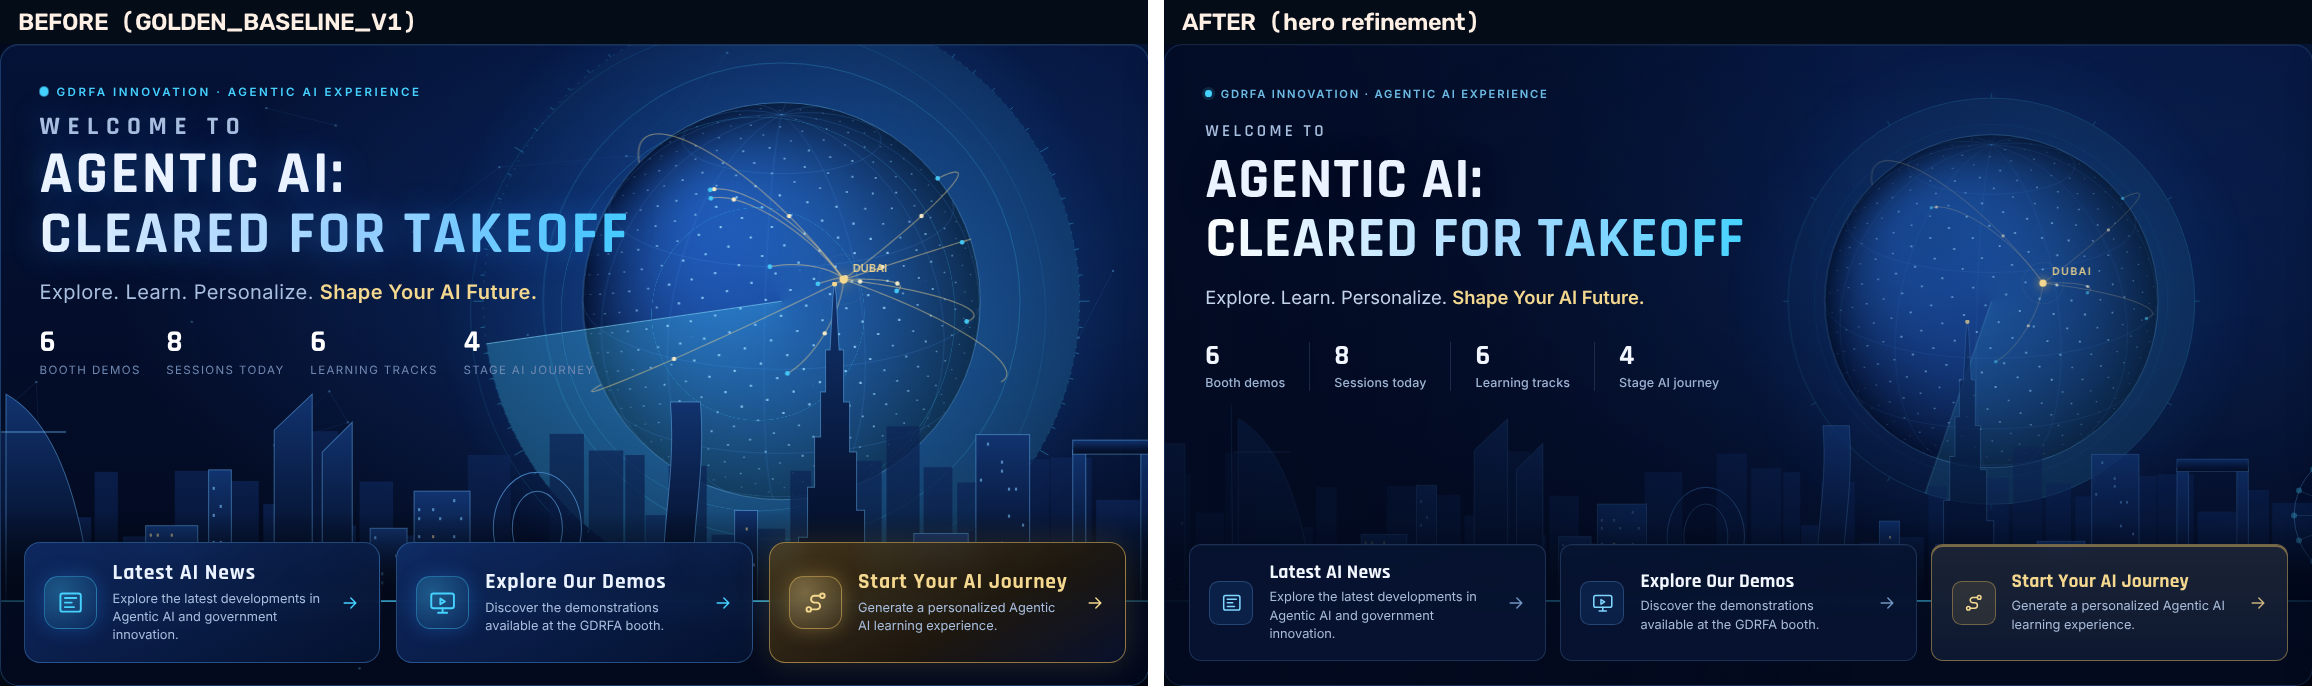 BEFORE (GOLDEN_BASELINE_V1)
GDRFA INNOVATION · AGENTIC AI EXPERIENCE
WELCOME TO
AGENTIC AI:
CLEARED FOR TAKEOFF
Explore. Learn. Personalize. Shape Your AI Future.
6 8 6 4
BOOTH DEMOS SESSIONS TODAY LEARNING TRACKS STAGE AI JOURNEY
DUBAI
Latest AI News
Explore the latest developments in
Agentic AI and government
innovation.
Explore Our Demos
Discover the demonstrations
available at the GDRFA booth.
Start Your AI Journey
Generate a personalized Agentic
AI learning experience.
AFTER (hero refinement)
GDRFA INNOVATION · AGENTIC AI EXPERIENCE
WELCOME TO
AGENTIC AI:
CLEARED FOR TAKEOFF
Explore. Learn. Personalize. Shape Your AI Future.
6 8 6 4
Booth demos Sessions today Learning tracks Stage AI journey
DUBAI
Latest AI News
Explore the latest developments in
Agentic AI and government
innovation.
Explore Our Demos
Discover the demonstrations
available at the GDRFA booth.
Start Your AI Journey
Generate a personalized Agentic AI
learning experience.